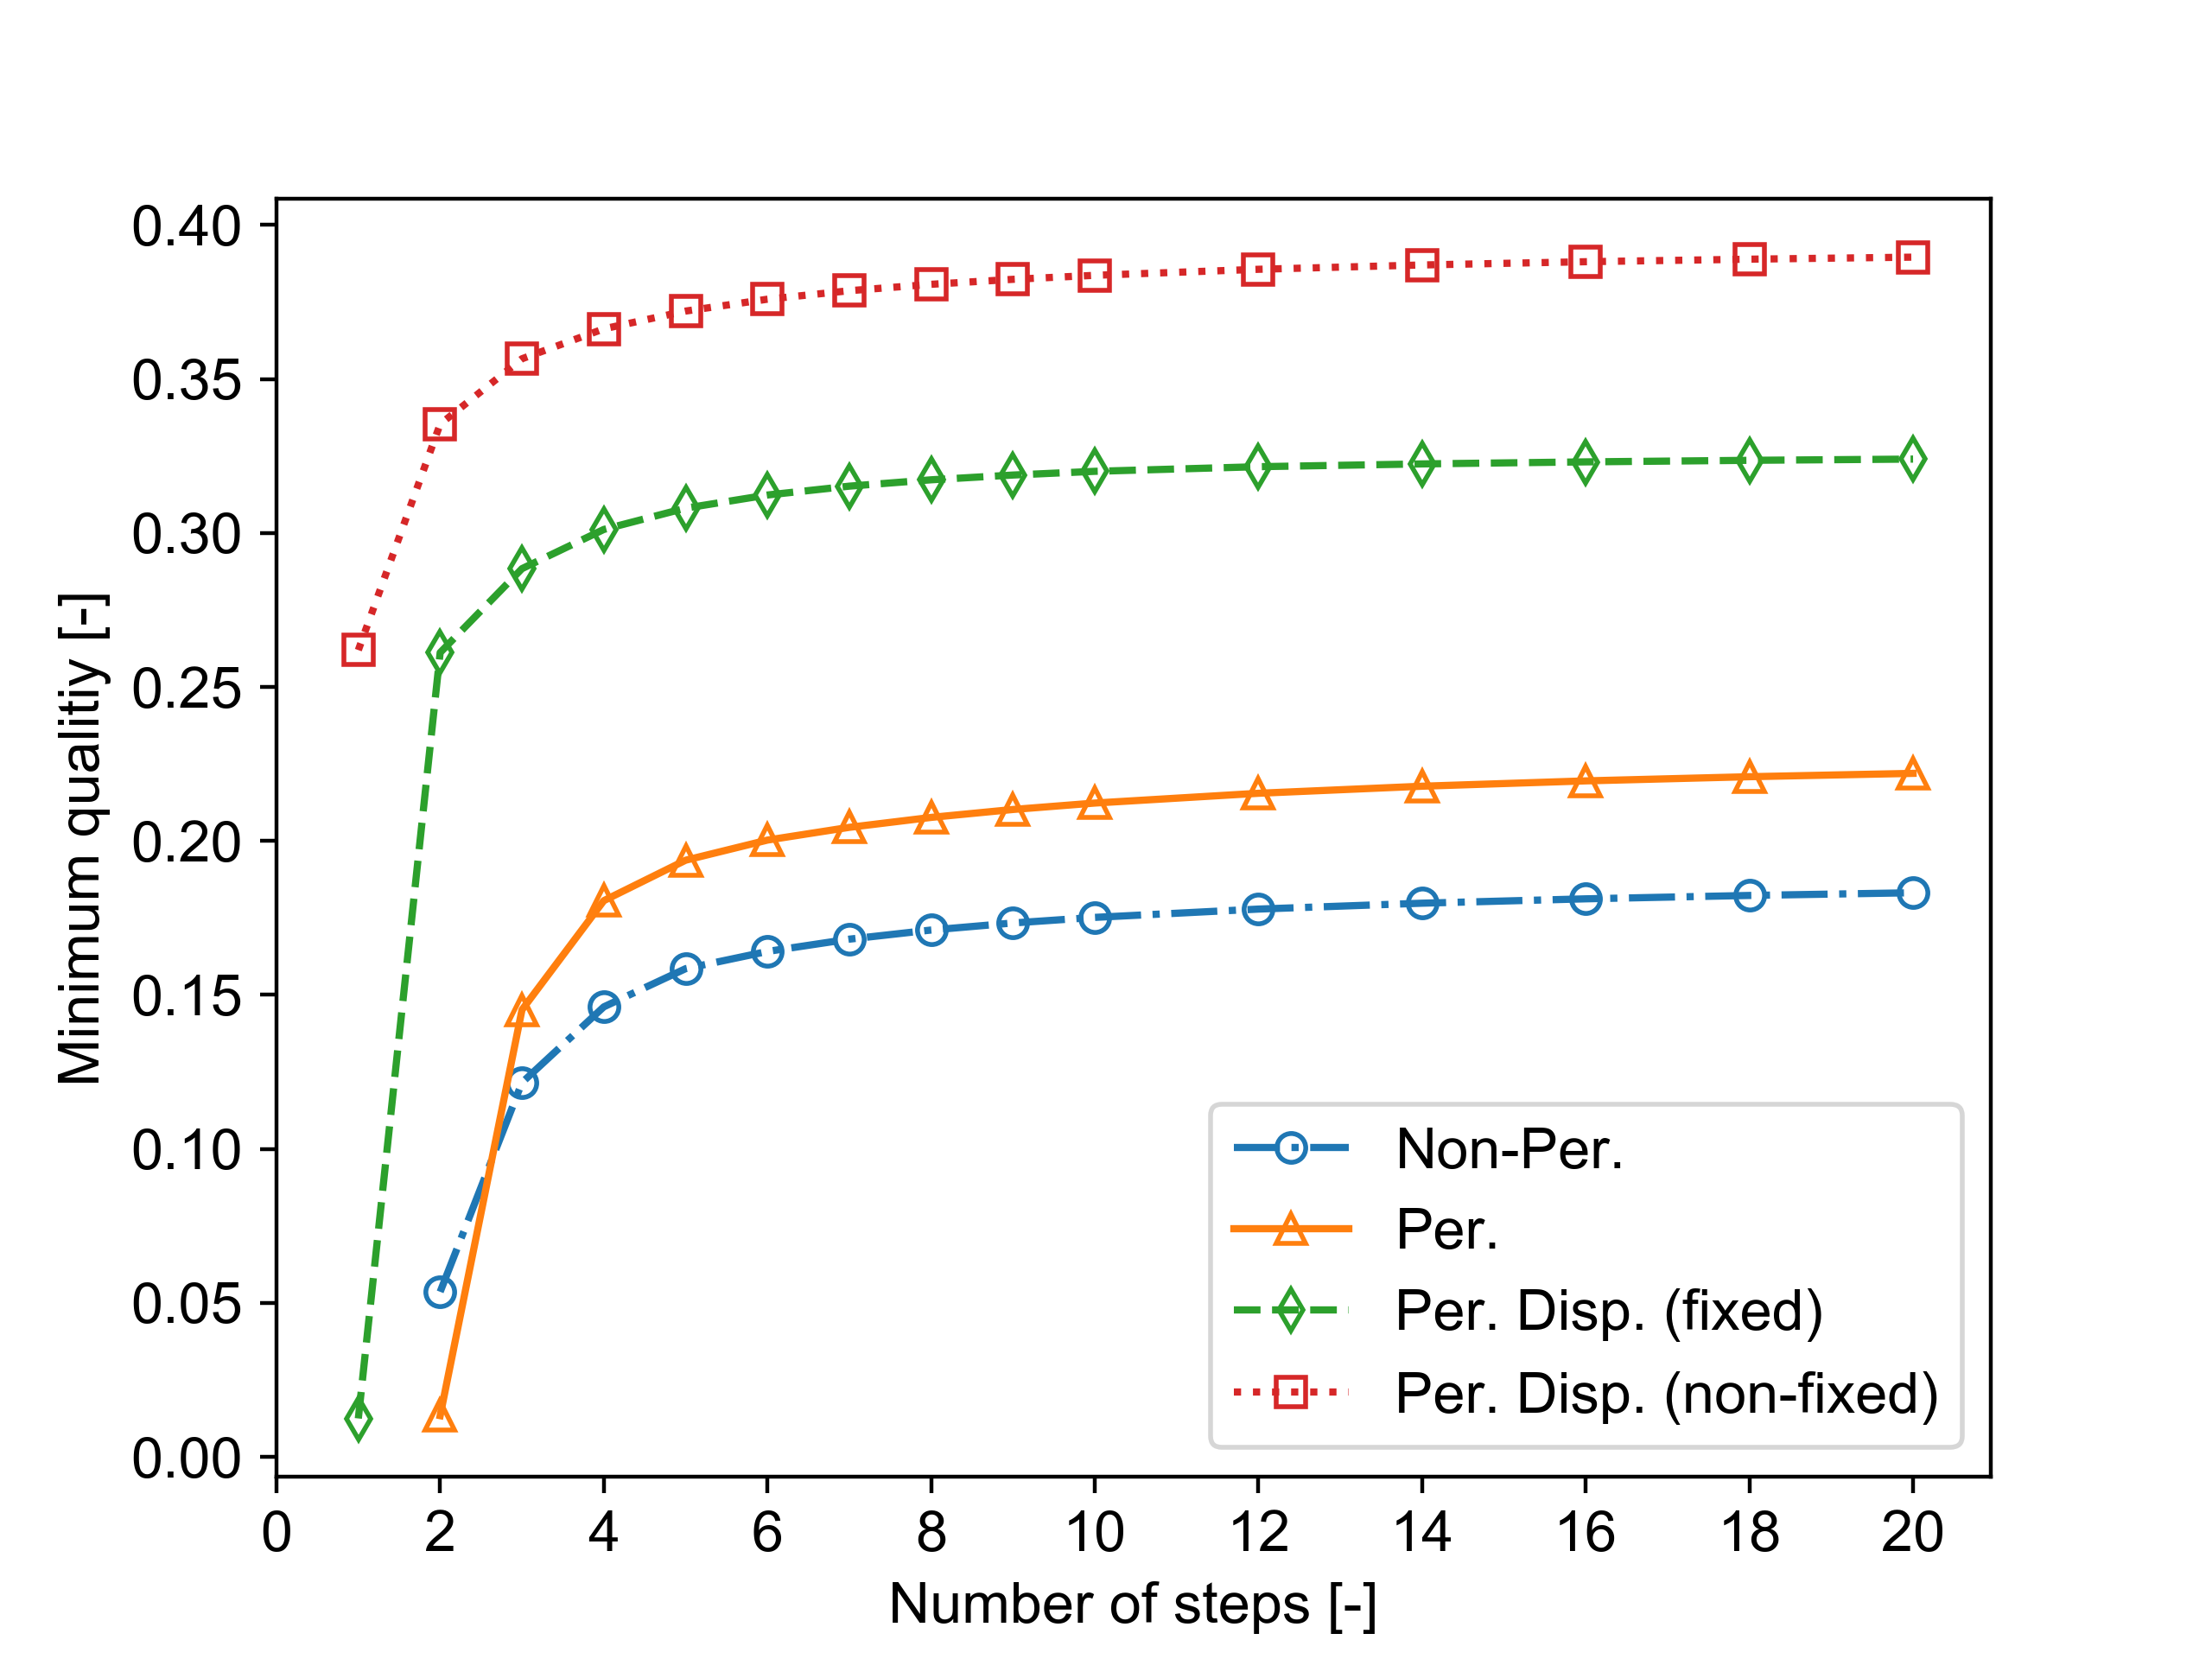 0.40
0.35
0.30
0.25
0.20
0.15
0.10
0.05
0.00
Minimum qualitiy [-]
0 2 4 6 8 10 12 14 16 18 20
Number of steps [-]
Non-Per.
Per.
Per. Disp. (fixed)
Per. Disp. (non-fixed)